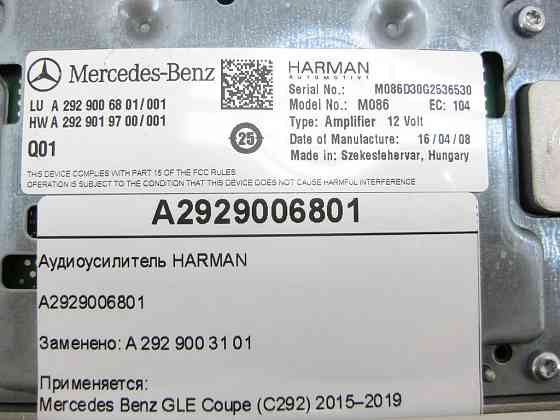 Mercedes-Benz
LU A 292 900 68 01/001
HW A 292 901 97 00/001
Q01
HARMAN
AUTOMOTIVE
Serial No.: M086D30G2536530
Model No.: M086 EC: 104
Type: Amplifier 12 Volt
Date of Manufacture: 16/04/08
Made in: Szekesfehervar, Hungary
25
THIS DEVICE COMPLIES WITH PART 15 OF THE FCC RULES
OPERATION IS SUBJECT TO THE CONDITION THAT THIS DEVICE DOES NOT CAUSE HARMFUL INTERFERENCE
A2929006801
Аудиоусилитель HARMAN
A2929006801
Заменено: A 292 900 31 01
Применяется:
Mercedes Benz GLE Coupe (C292) 2015–2019